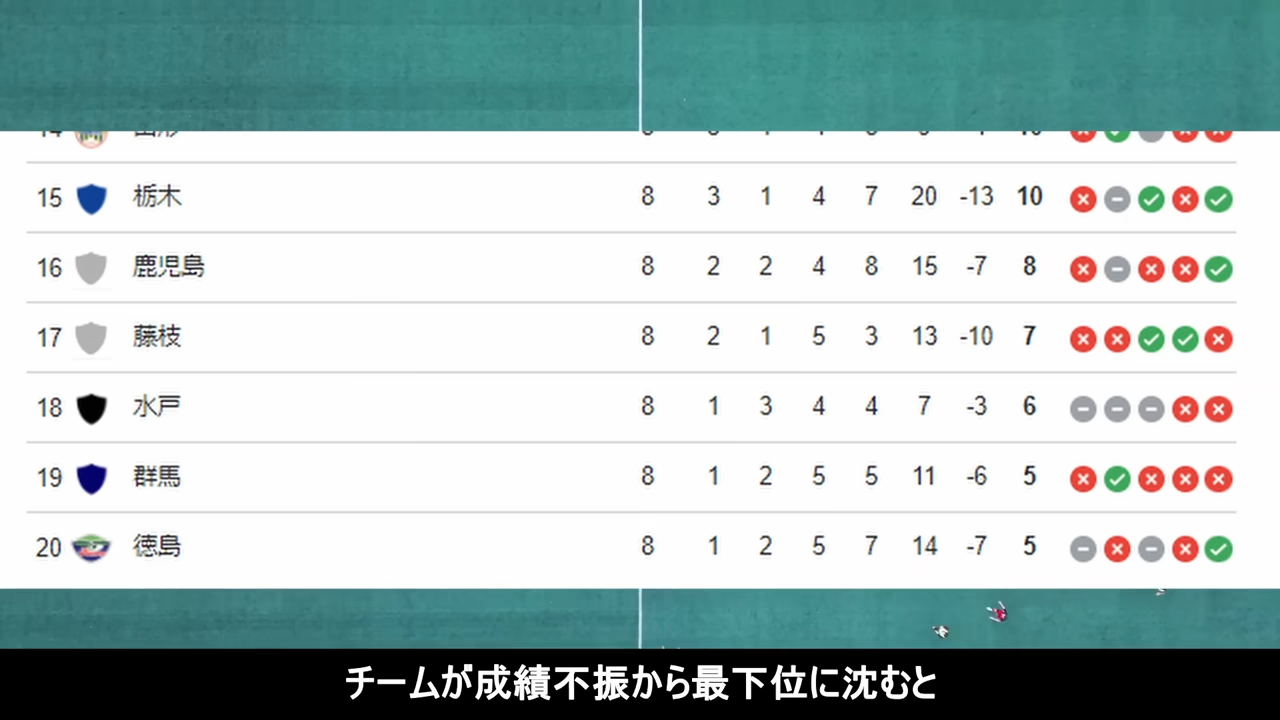 15 栃木 8 3 1 4 7 20 -13 10
16 鹿児島 8 2 2 4 8 15 -7 8
17 藤枝 8 2 1 5 3 13 -10 7
18 水戸 8 1 3 4 4 7 -3 6
19 群馬 8 1 2 5 5 11 -6 5
20 徳島 8 1 2 5 7 14 -7 5
チームが成績不振から最下位に沈むと